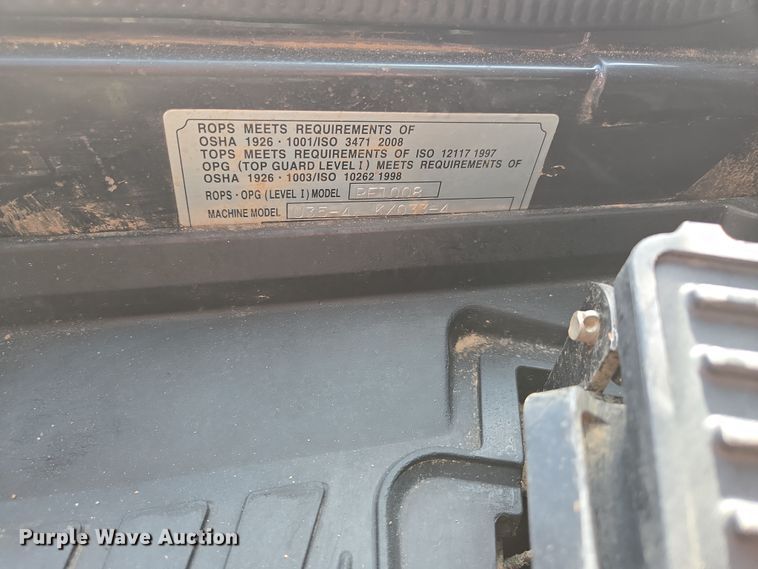 ROPS MEETS REQUIREMENTS OF
OSHA 1926・1001/ISO 3471 2008
TOPS MEETS REQUIREMENTS OF ISO 12117 1997
OPG (TOP GUARD LEVEL I) MEETS REQUIREMENTS OF
OSHA 1926・1003/ISO 10262 1998
ROPS・OPG (LEVEL I) MODEL
MACHINE MODEL U35-4
Purple Wave Auction